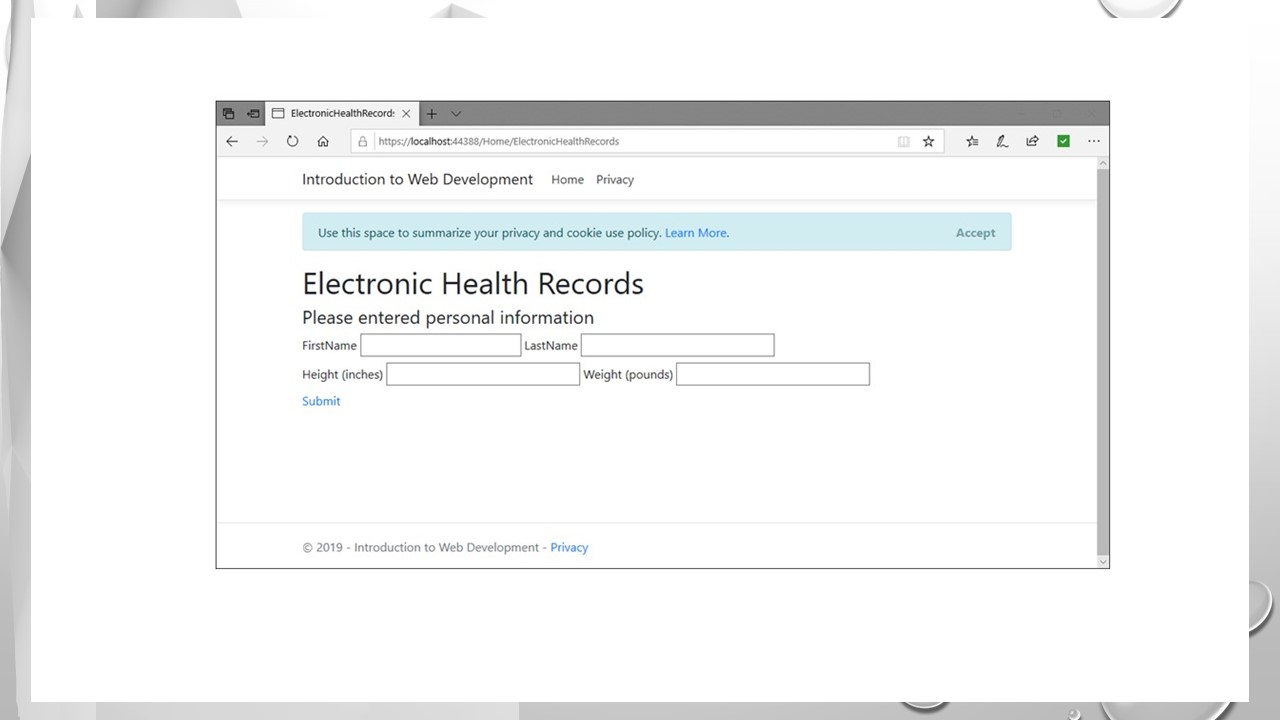 ElectronicHealthRecord:
https://localhost:44388/Home/ElectronicHealthRecords
Introduction to Web Development Home Privacy
Use this space to summarize your privacy and cookie use policy. Learn More. Accept
Electronic Health Records
Please entered personal information
FirstName LastName
Height (inches) Weight (pounds)
Submit
© 2019 - Introduction to Web Development - Privacy